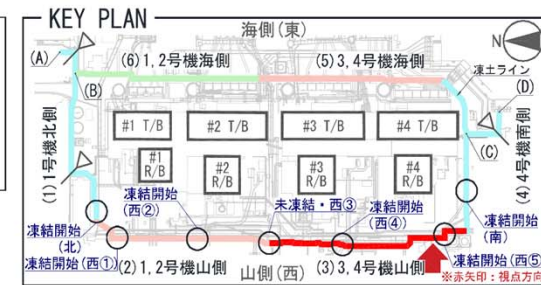 KEY PLAN
海側(東)
N
(A)
(6)1,2号機海側
(5)3,4号機海側
凍土ライン
(D)
(B)
#1 T/B
#2 T/B
#3 T/B
#4 T/B
(C)
(1)1号機北側
#1
R/B
#2
R/B
#3
R/B
#4
R/B
(4)4号機南側
凍結開始
(西②)
未凍結・西③
凍結開始
(西④)
凍結開始
(北)
凍結開始
(南)
凍結開始(西①)
(2)1,2号機山側
山側(西)
(3)3,4号機山側
凍結開始(西⑤)
※赤矢印:視点方向